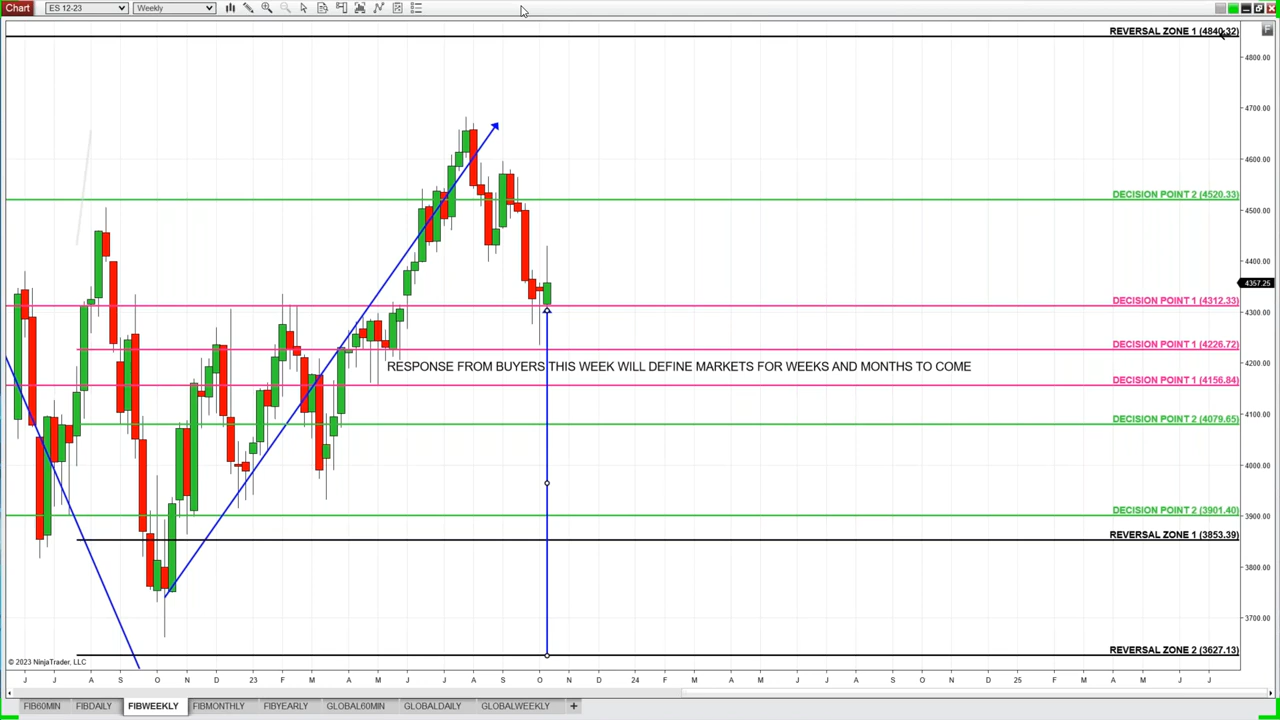 Chart ES 12-23 Weekly
REVERSAL ZONE 1 (4840.32)
F
4800.00
4700.00
4600.00
DECISION POINT 2 (4520.33)
4500.00
4400.00
4357.25
DECISION POINT 1 (4312.33)
4300.00
DECISION POINT 1 (4226.72)
4200.00
RESPONSE FROM BUYERS THIS WEEK WILL DEFINE MARKETS FOR WEEKS AND MONTHS TO COME
DECISION POINT 1 (4156.84)
4100.00
DECISION POINT 2 (4079.65)
4000.00
DECISION POINT 2 (3901.40)
3900.00
REVERSAL ZONE 1 (3853.39)
3800.00
3700.00
REVERSAL ZONE 2 (3627.13)
© 2023 NinjaTrader, LLC
J J A S O N D 23 F M A M J J A S O N D 24 F M A M J J A S O N D 25 F M A M J J
FIB60MIN FIBDAILY FIBWEEKLY FIBMONTHLY FIBYEARLY GLOBAL60MIN GLOBALDAILY GLOBALWEEKLY +